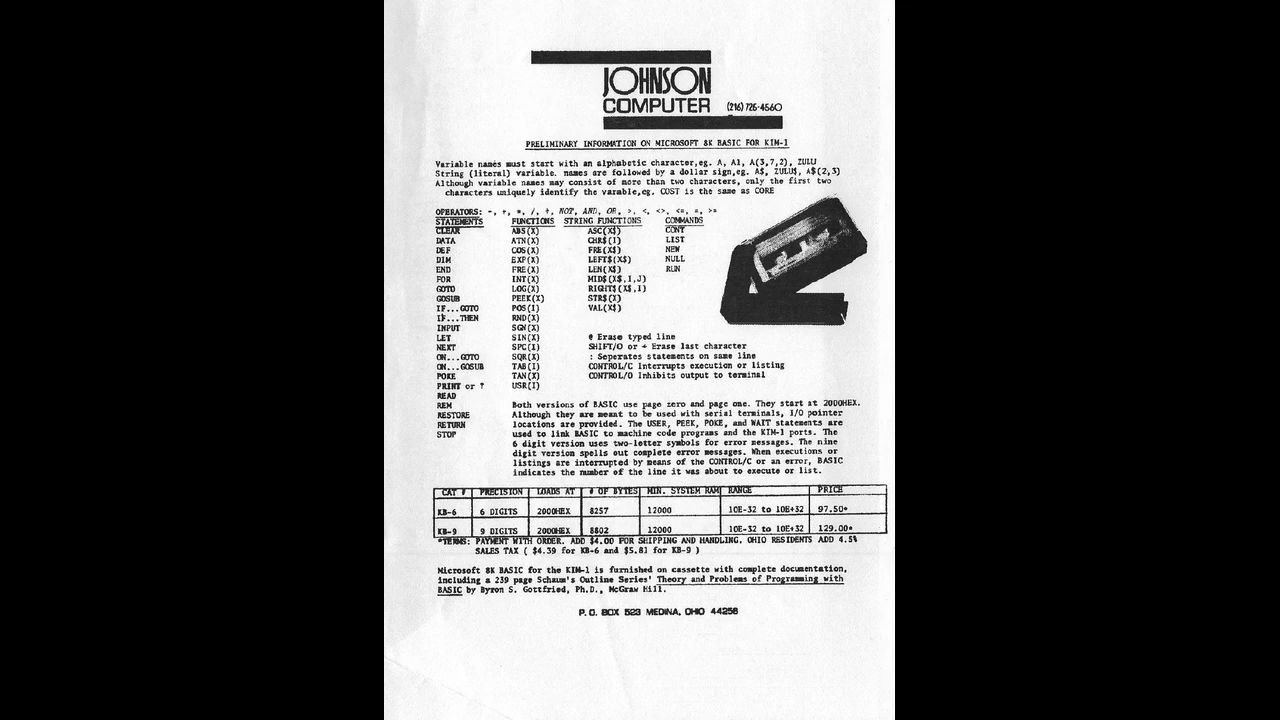 JOHNSON
COMPUTER (216) 725-4560
PRELIMINARY INFORMATION ON MICROSOFT 8K BASIC FOR KIM-1
Variable names must start with an alphabetic character,eg. A, A1, A(3,7,2), ZULU
String (literal) variable. names are followed by a dollar sign,eg. A$, ZULU$, A$(2,3)
Although variable names may consist of more than two characters, only the first two
characters uniquely identify the varable,eg. COST is the same as CORE
OPERATORS: -, +, *, /, ↑, NOT, AND, OR, >, <, <>, <=, =, >=
STATEMENTS FUNCTIONS STRING FUNCTIONS COMMANDS
CLEAR ABS(X) ASC(X$) CONT
DATA ATN(X) CHR$(I) LIST
DEF COS(X) FRE(X$) NEW
DIM EXP(X) LEFT$(X$) NULL
END FRE(X) LEN(X$) RUN
FOR INT(X) MID$(X$,I,J)
GOTO LOG(X) RIGHT$(X$,I)
GOSUB PEEK(X) STR$(X)
IF...GOTO POS(I) VAL(X$)
IF...THEN RND(X)
INPUT SGN(X)
LET SIN(X) @ Erase typed line
NEXT SPC(I) SHIFT/O or ← Erase last character
ON...GOTO SQR(X) : Seperates statements on same line
ON...GOSUB TAB(I) CONTROL/C Interrupts execution or listing
POKE TAN(X) CONTROL/O Inhibits output to terminal
PRINT or ? USR(I)
READ
REM Both versions of BASIC use page zero and page one. They start at 2000HEX.
RESTORE Although they are meant to be used with serial terminals, I/O pointer
RETURN locations are provided. The USER, PEEK, POKE, and WAIT statements are
STOP used to link BASIC to machine code programs and the KIM-1 ports. The
6 digit version uses two-letter symbols for error messages. The nine
digit version spells out complete error messages. When executions or
listings are interrupted by means of the CONTROL/C or an error, BASIC
indicates the number of the line it was about to execute or list.
CAT # PRECISION LOADS AT # OF BYTES MIN. SYSTEM RAM RANGE PRICE
KB-6 6 DIGITS 2000HEX 8257 12000 10E-32 to 10E+32 97.50*
KB-9 9 DIGITS 2000HEX 8802 12000 10E-32 to 10E+32 129.00*
*TERMS: PAYMENT WITH ORDER. ADD $4.00 FOR SHIPPING AND HANDLING. OHIO RESIDENTS ADD 4.5%
SALES TAX ( $4.39 for KB-6 and $5.81 for KB-9 )
Microsoft 8K BASIC for the KIM-1 is furnished on cassette with complete documentation,
including a 239 page Schaum's Outline Series' Theory and Problems of Programming with
BASIC by Byron S. Gottfried, Ph.D., McGraw Hill.
P. O. BOX 523 MEDINA, OHIO 44256